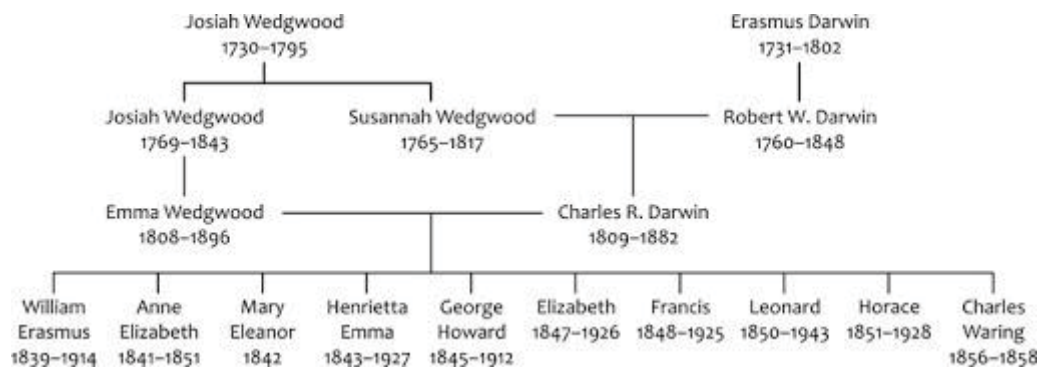 Josiah Wedgwood
1730–1795
Erasmus Darwin
1731–1802
Josiah Wedgwood
1769–1843
Susannah Wedgwood
1765–1817
Robert W. Darwin
1760–1848
Emma Wedgwood
1808–1896
Charles R. Darwin
1809–1882
William
Erasmus
1839–1914
Anne
Elizabeth
1841–1851
Mary
Eleanor
1842
Henrietta
Emma
1843–1927
George
Howard
1845–1912
Elizabeth
1847–1926
Francis
1848–1925
Leonard
1850–1943
Horace
1851–1928
Charles
Waring
1856–1858